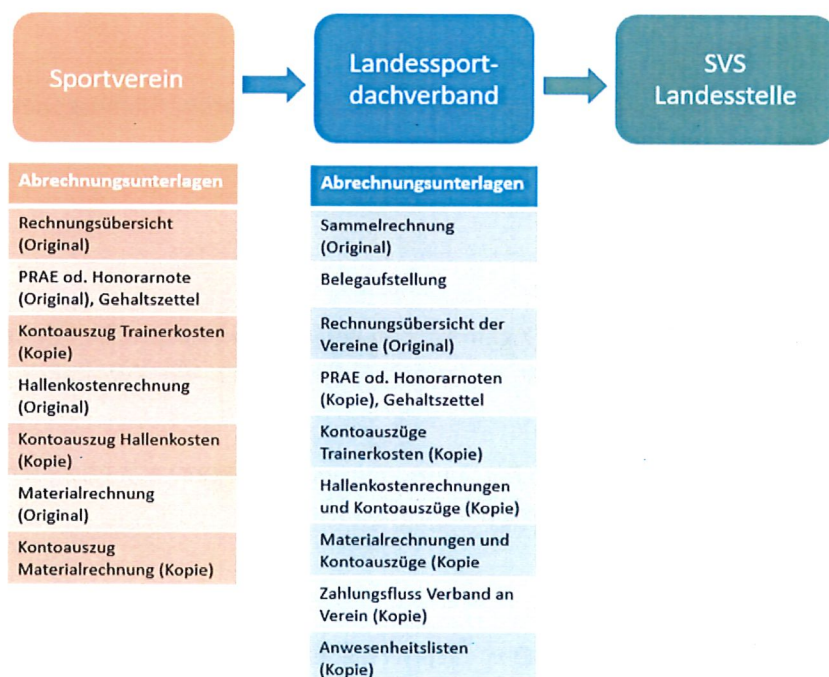 Sportverein
Landessport-
dachverband
SVS
Landesstelle
Abrechnungsunterlagen
Rechnungsübersicht
(Original)
PRAE od. Honorarnote
(Original), Gehaltszettel
Kontoauszug Trainerkosten
(Kopie)
Hallenkostenrechnung
(Original)
Kontoauszug Hallenkosten
(Kopie)
Materialrechnung
(Original)
Kontoauszug
Materialrechnung (Kopie)
Abrechnungsunterlagen
Sammelrechnung
(Original)
Belegaufstellung
Rechnungsübersicht der
Vereine (Original)
PRAE od. Honorarnoten
(Kopie), Gehaltszettel
Kontoauszüge
Trainerkosten (Kopie)
Hallenkostenrechnungen
und Kontoauszüge (Kopie)
Materialrechnungen und
Kontoauszüge (Kopie
Zahlungsfluss Verband an
Verein (Kopie)
Anwesenheitslisten
(Kopie)